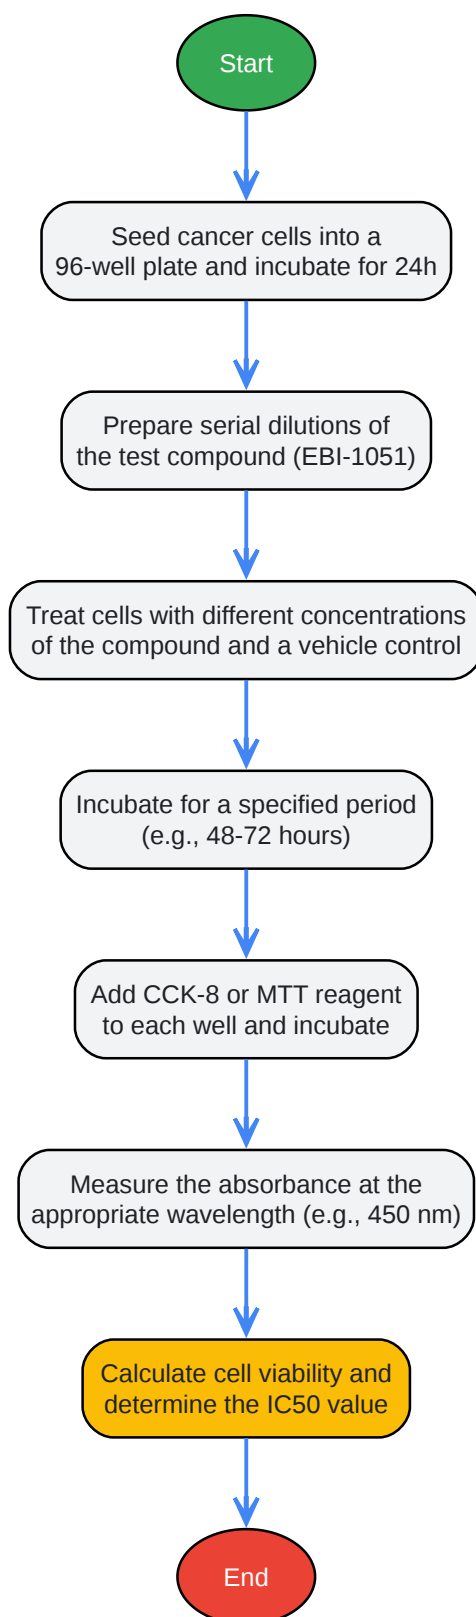 Start
Seed cancer cells into a
96-well plate and incubate for 24h
Prepare serial dilutions of
the test compound (EBI-1051)
Treat cells with different concentrations
of the compound and a vehicle control
Incubate for a specified period
(e.g., 48-72 hours)
Add CCK-8 or MTT reagent
to each well and incubate
Measure the absorbance at the
appropriate wavelength (e.g., 450 nm)
Calculate cell viability and
determine the IC50 value
End